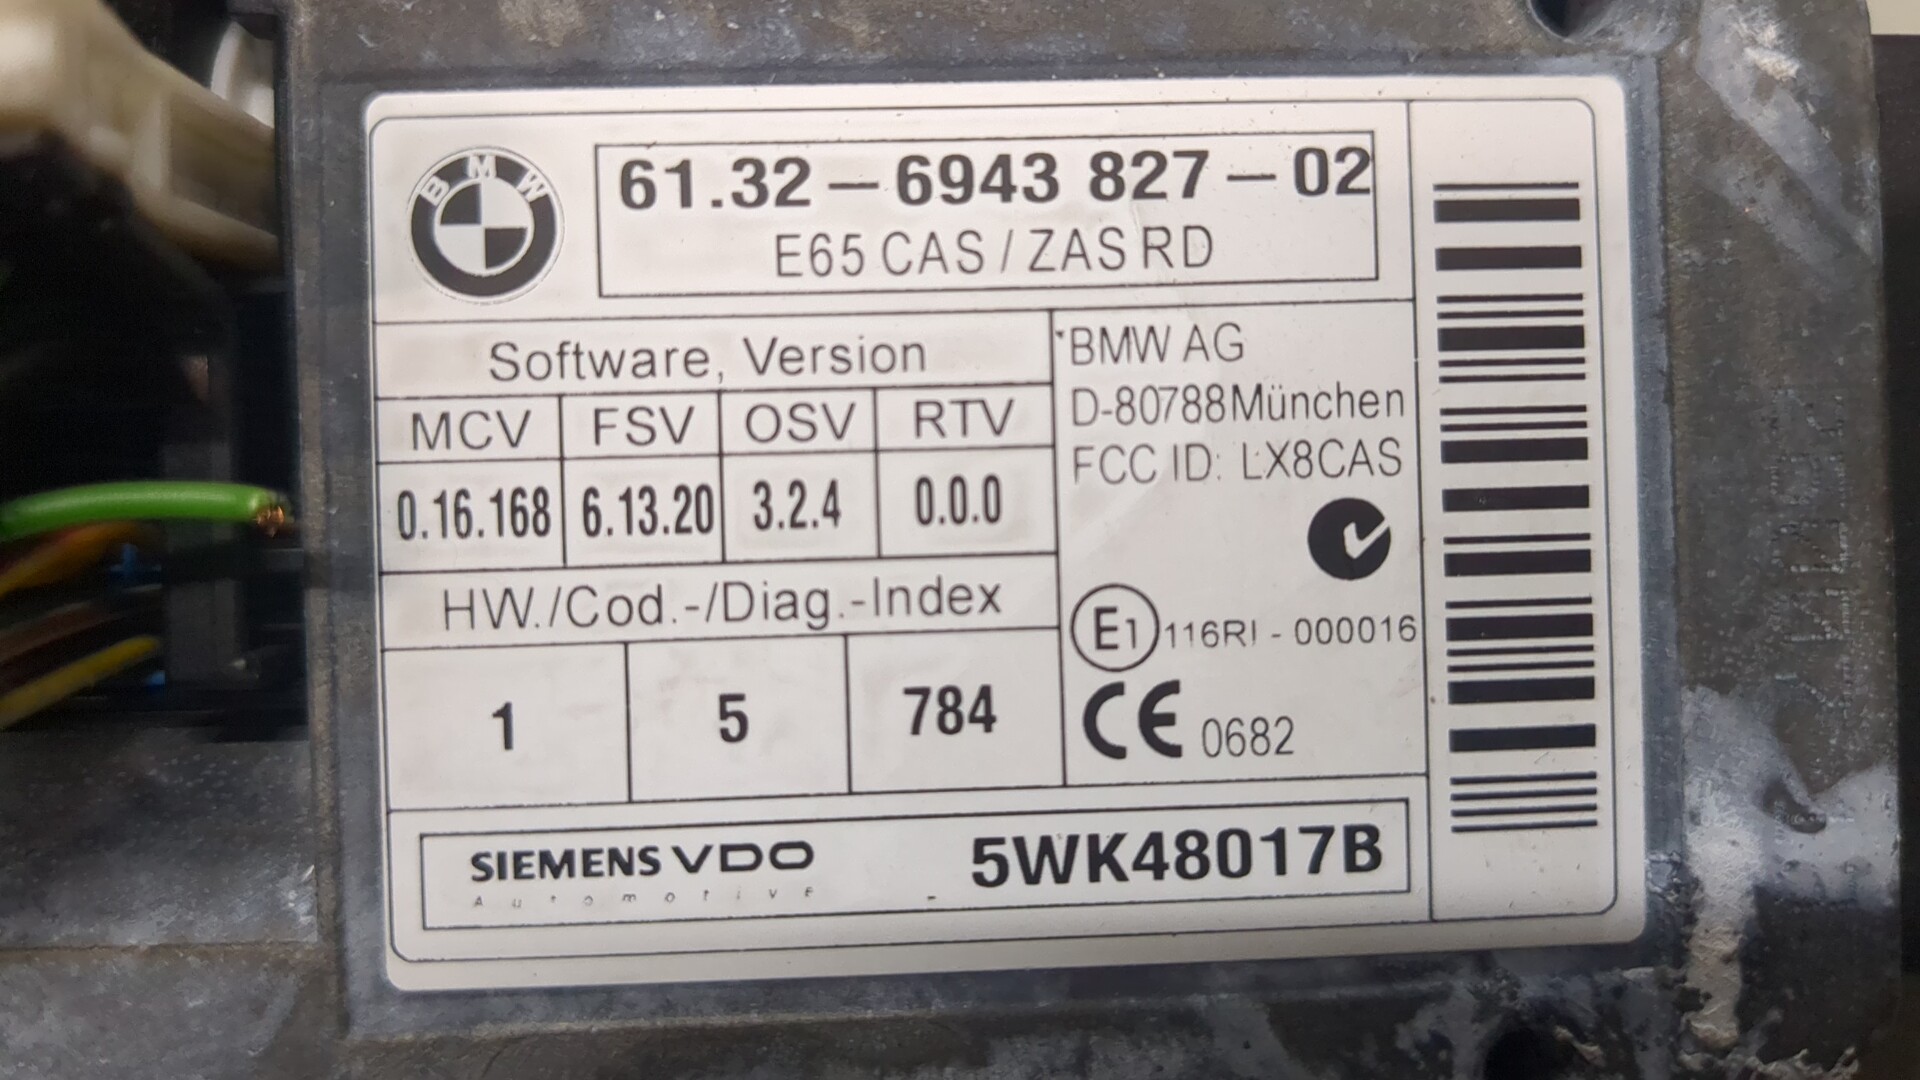 BMW
61.32-6943 827-02
E65 CAS / ZAS RD
Software, Version
MCV FSV OSV RTV
0.16.168 6.13.20 3.2.4 0.0.0
HW./Cod.-/Diag.-Index
1 5 784
BMW AG
D-80788 München
FCC ID: LX8CAS
E1 116RI - 000016
CE 0682
SIEMENS VDO
Automotive
5WK48017B